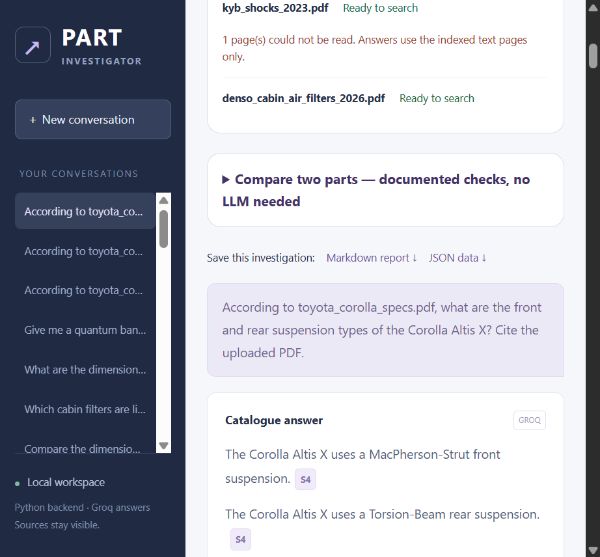 PART
INVESTIGATOR
+ New conversation
YOUR CONVERSATIONS
According to toyota_co...
According to toyota_co...
According to toyota_co...
Give me a quantum ban...
What are the dimension...
Which cabin filters are li...
Compare the dimensio...
Local workspace
Python backend · Groq answers
Sources stay visible.
kyb_shocks_2023.pdf Ready to search
1 page(s) could not be read. Answers use the indexed text pages
only.
denso_cabin_air_filters_2026.pdf Ready to search
▶ Compare two parts — documented checks, no
LLM needed
Save this investigation: Markdown report ↓ JSON data ↓
According to toyota_corolla_specs.pdf, what are the front
and rear suspension types of the Corolla Altis X? Cite the
uploaded PDF.
Catalogue answer GROQ
The Corolla Altis X uses a MacPherson-Strut front
suspension. S4
The Corolla Altis X uses a Torsion-Beam rear suspension.
S4